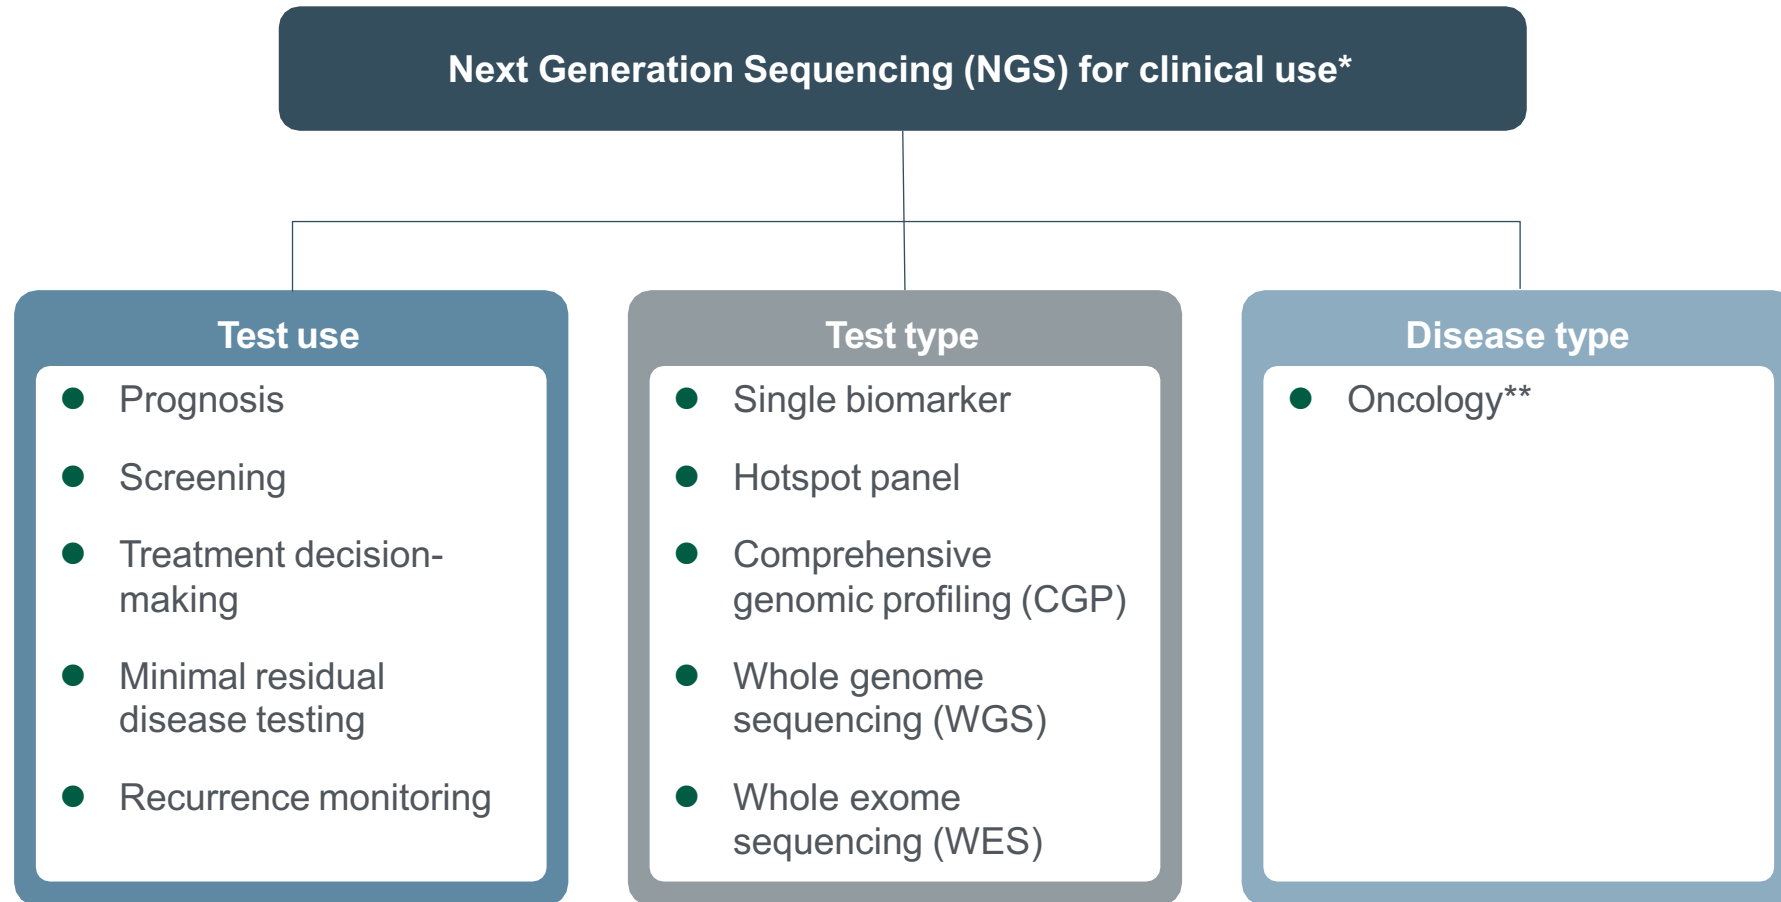 Next Generation Sequencing (NGS) for clinical use*
Test use
Prognosis
Screening
Treatment decision-
making
Minimal residual
disease testing
Recurrence monitoring
Test type
Single biomarker
Hotspot panel
Comprehensive
genomic profiling (CGP)
Whole genome
sequencing (WGS)
Whole exome
sequencing (WES)
Disease type
Oncology**